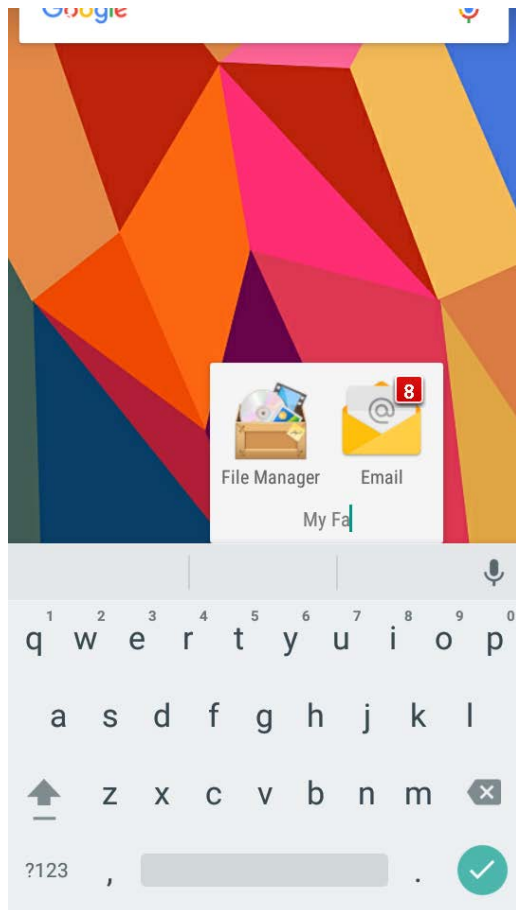 Google
8
File Manager Email
My Fa
1 2 3 4 5 6 7 8 9 0
q w e r t y u i o p
a s d f g h j k l
z x c v b n m
?123 , .